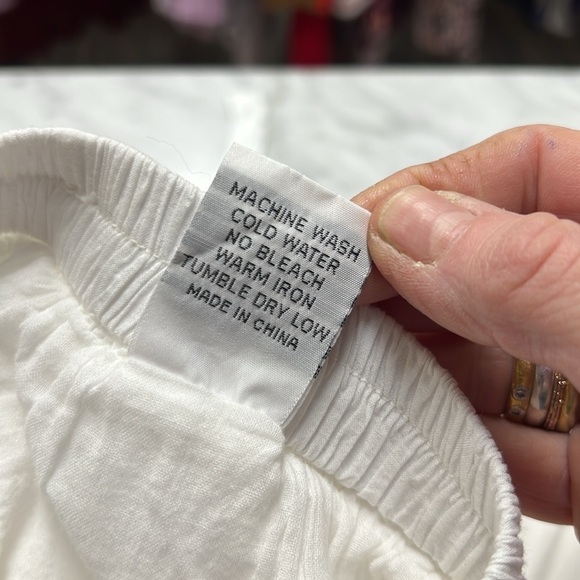 MACHINE WASH
COLD WATER
NO BLEACH
WARM IRON
TUMBLE DRY LOW
MADE IN CHINA